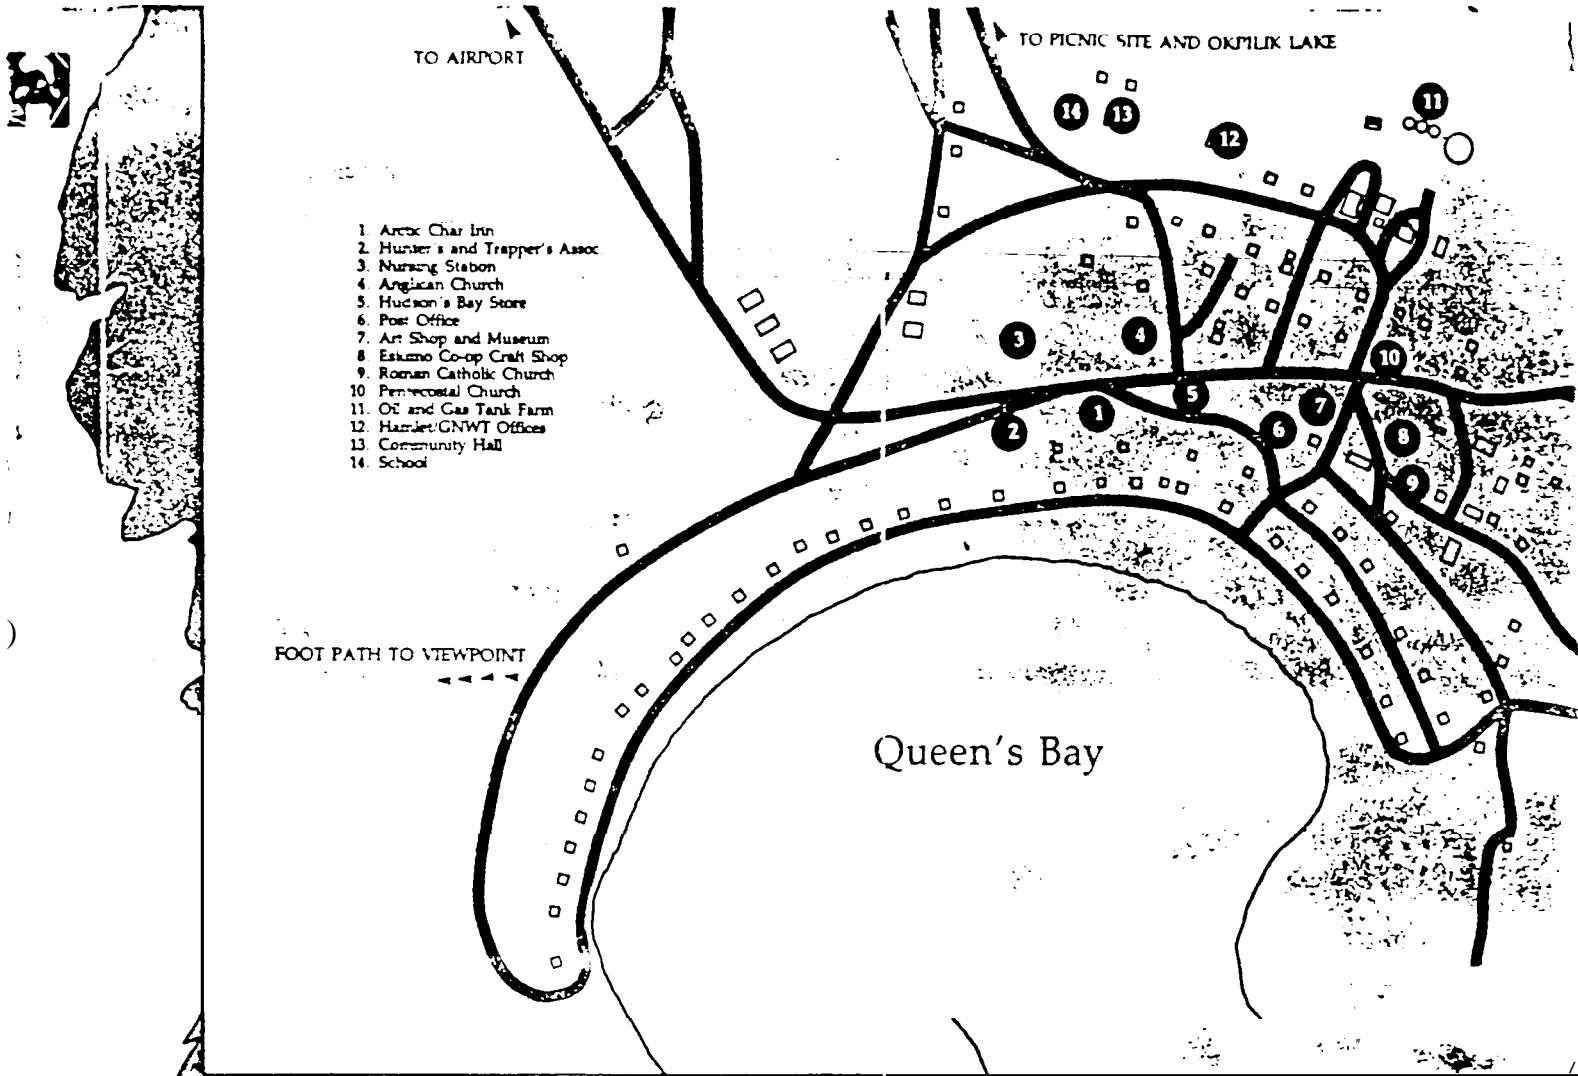 TO AIRPORT
TO PICNIC SITE AND OKPILIK LAKE
14
13
11
12
1. Arctic Char Inn
2. Hunter's and Trapper's Assoc.
3. Nursing Station
4. Anglican Church
5. Hudson's Bay Store
6. Post Office
7. Art Shop and Museum
8. Eskimo Co-op Craft Shop
9. Roman Catholic Church
10. Pentecostal Church
11. Oil and Gas Tank Farm
12. Hamlet/GNWT Offices
13. Community Hall
14. School
3
4
10
5
1
7
2
6
8
9
FOOT PATH TO VIEWPOINT
Queen's Bay